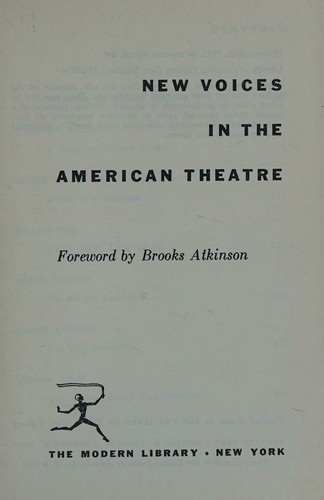 NEW VOICES
IN THE
AMERICAN THEATRE
Foreword by Brooks Atkinson
THE MODERN LIBRARY • NEW YORK